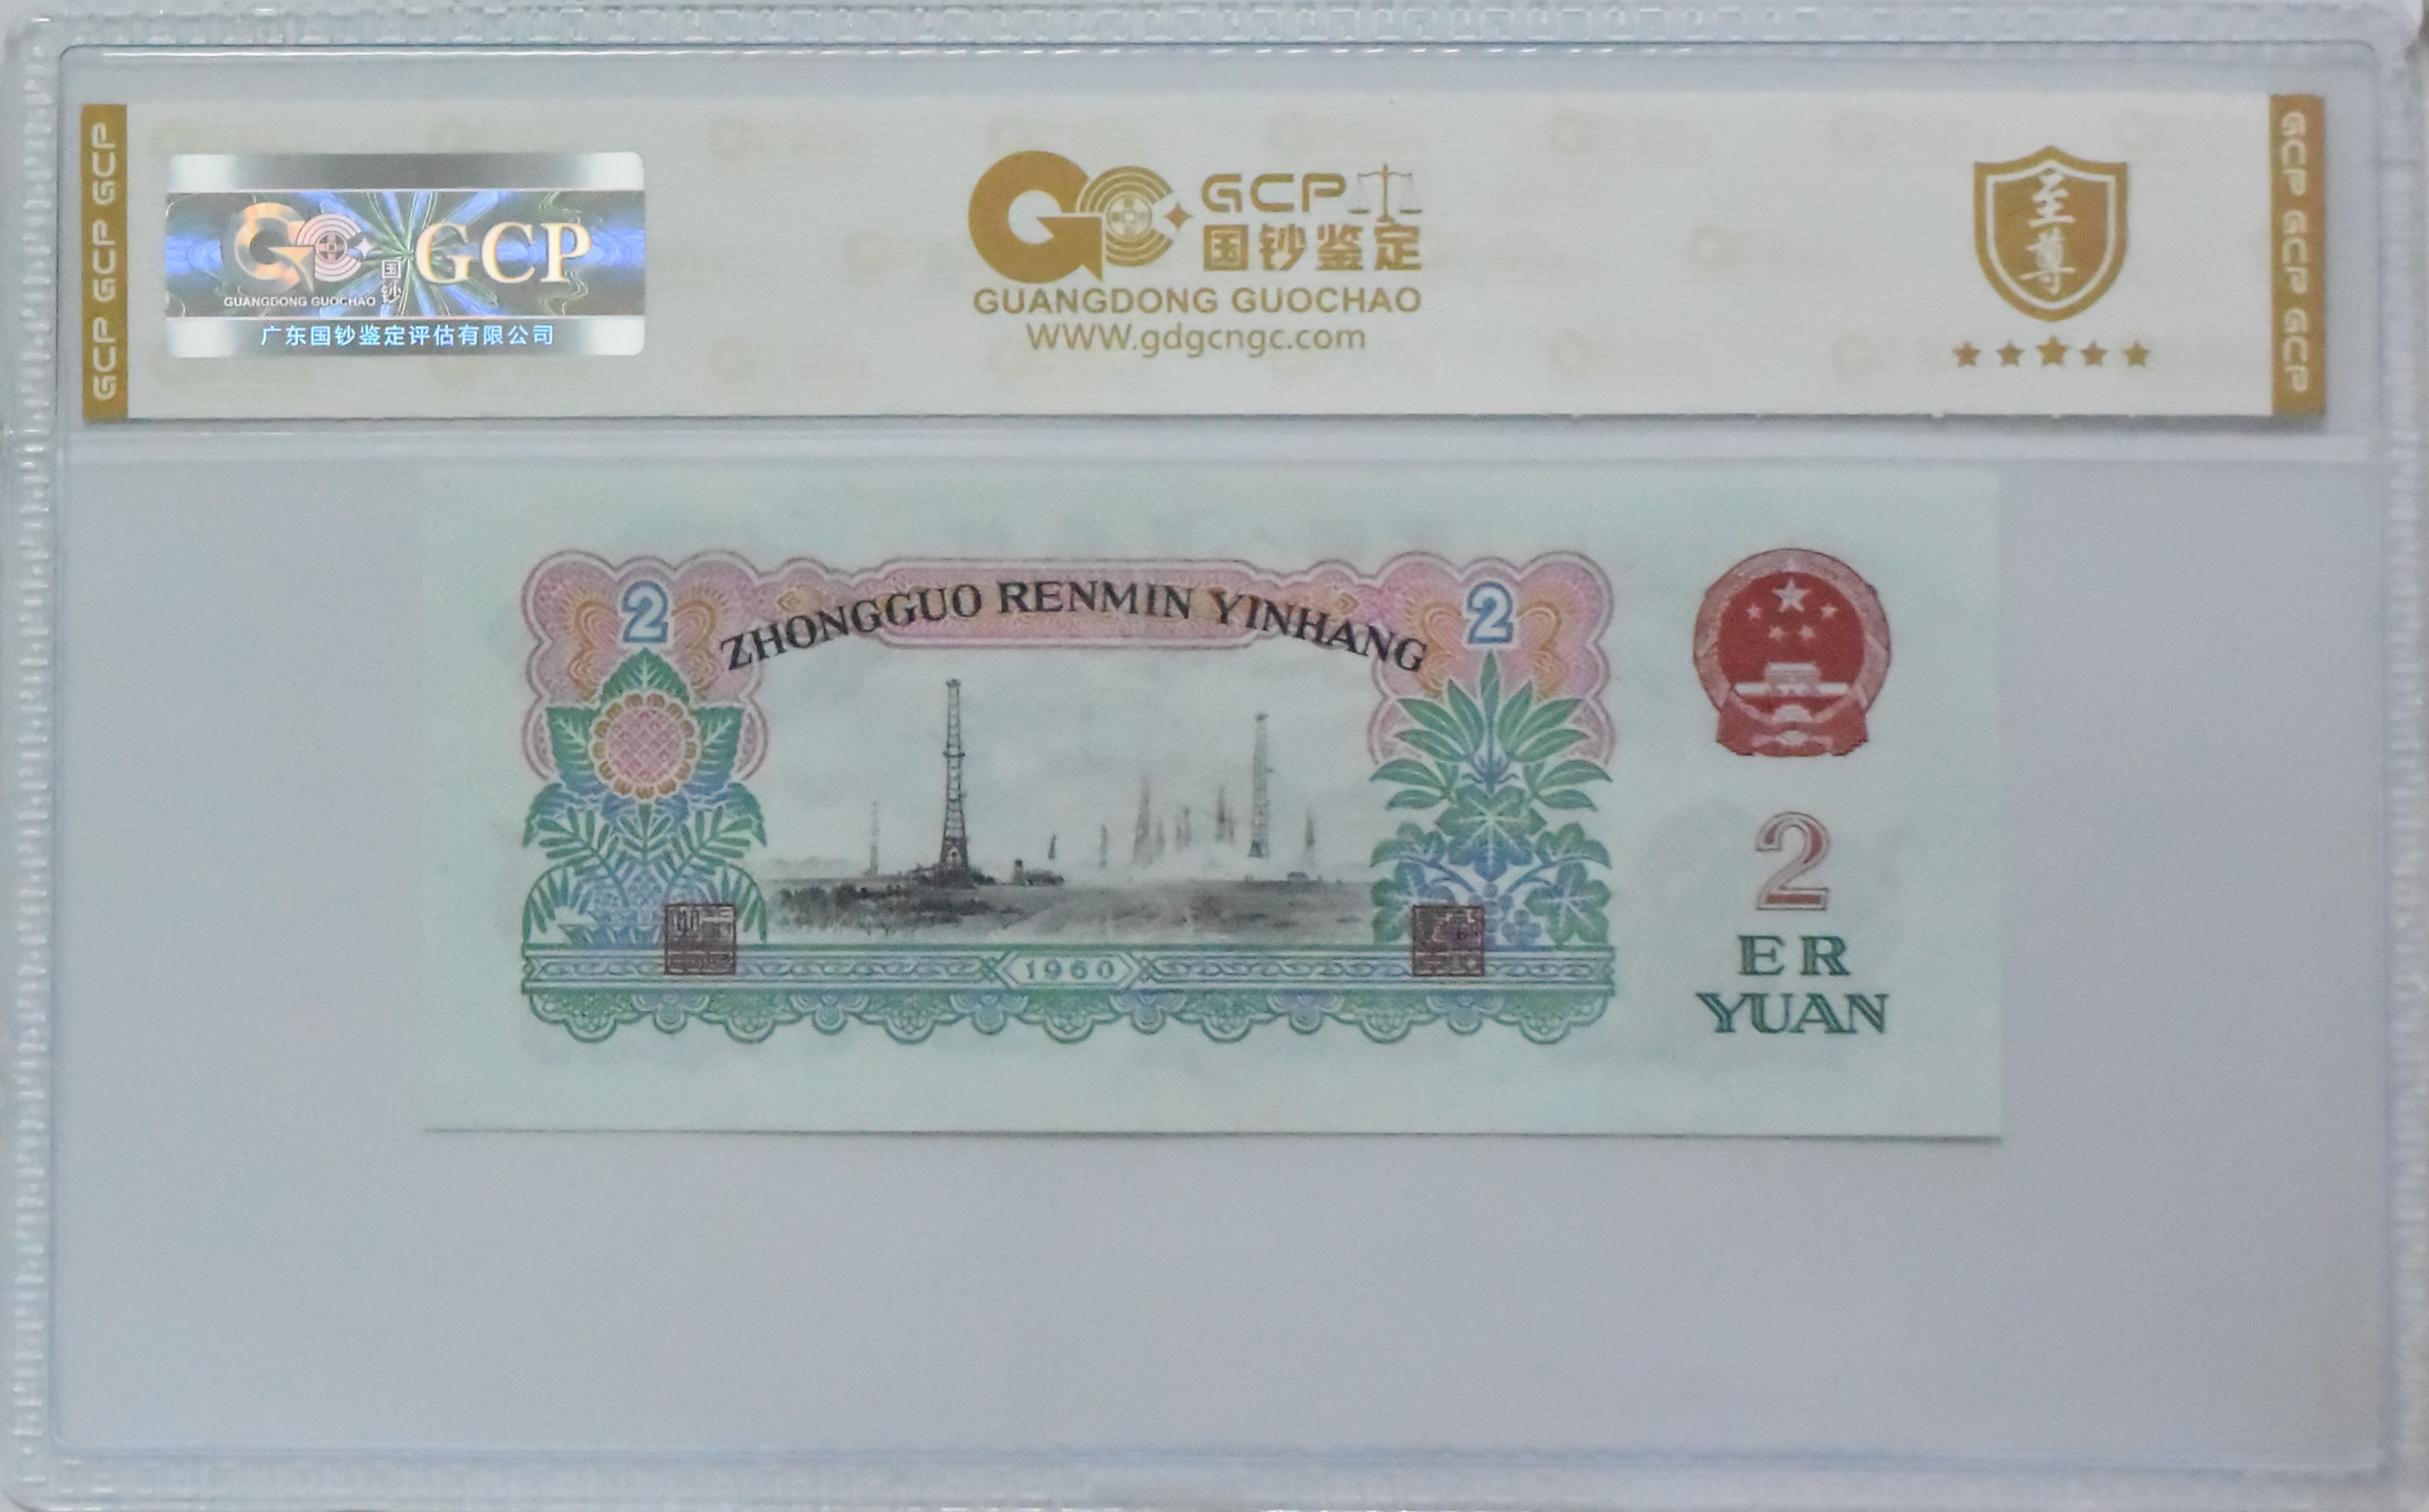 GCP GCP GCP
GCP
国钞
GUANGDONG GUOCHAO
广东国钞鉴定评估有限公司
GCP
国钞鉴定
GUANGDONG GUOCHAO
WWW.gdgcngc.com
至尊
GCP GCP GCP
2
ZHONGGUO RENMIN YINHANG
2
1960
2
ER
YUAN